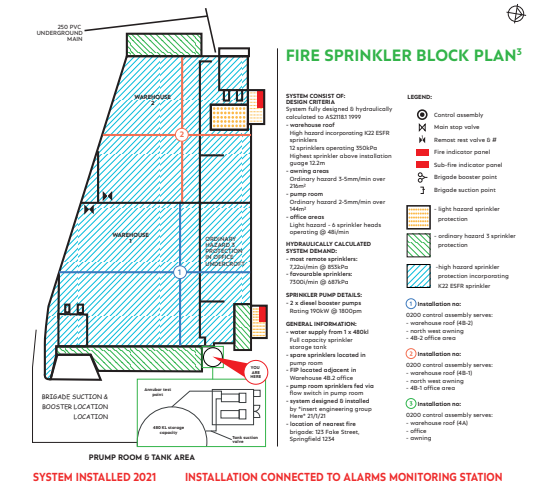 250 PVC
UNDERGROUND
MAIN
WAREHOUSE
2
2
WAREHOUSE
1
ORDINARY
HAZARD 3
PROTECTION
IN OFFICE
UNDERCROFT
1
YOU
ARE
HERE
BRIGADE SUCTION &
BOOSTER LOCATION
LOCATION
Annubar test
point
480 KL storage
capacity
Tank suction
valve
PRUMP ROOM & TANK AREA
FIRE SPRINKLER BLOCK PLAN³
SYSTEM CONSIST OF:
DESIGN CRITERIA
System fully designed & hydraulically
calculated to AS2118.1 1999
- warehouse roof
High hazard incorporating K22 ESFR
sprinklers
12 sprinklers operating 350kPa
Highest sprinkler above installation
guage 12.2m
- owning areas
Ordinary hazard 3-5mm/min over
216m²
- pump room
Ordinary hazard 2-5mm/min over
144m²
- office areas
Light hazard - 6 sprinkler heads
operating @ 48l/min
HYDRAULICALLY CALCULATED
SYSTEM DEMAND:
- most remore sprinklers:
@ 855kPa
- favourable sprinklers:
@ 687kPa
SPRINKLER PUMP DETAILS:
- 2 x diesel booster pumps
Rating 190kW @ 1800pm
GENERAL INFORMATION:
- water supply from 1 x 480kl
Full capacity sprinkler
storage tank
- spare sprinklers located in
pump room
- FIP located adjacent in
Warehouse 4B.2 office
- pump room sprinklers fed via
flow switch in pump room
- system designed & installed
by *insert engineering group
Here* 21/1/21
- location of nearest fire
brigade: 123 Fake Street,
Springfield 1234
LEGEND:
Control assembly
Main stop valve
Remost rest valve & #
Fire indicator panel
Sub-fire indicator panel
Brigade booster point
Brigade suction point
- light hazard sprinkler
protection
- ordinary hazard 3 sprinkler
protection
-high hazard sprinkler
protection incorporating
K22 ESFR sprinkler
1 Installation no:
0200 control assembly serves:
- warehouse roof (4B-2)
- north west owning
- 4B-2 office area
2 Installation no:
0200 control assembly serves:
- warehouse roof (4B-1)
- north west awning
- 4B-1 office area
3 Installation no:
0200 control assembly serves:
- warehouse roof (4A)
- office
- awning
SYSTEM INSTALLED 2021 INSTALLATION CONNECTED TO ALARMS MONITORING STATION